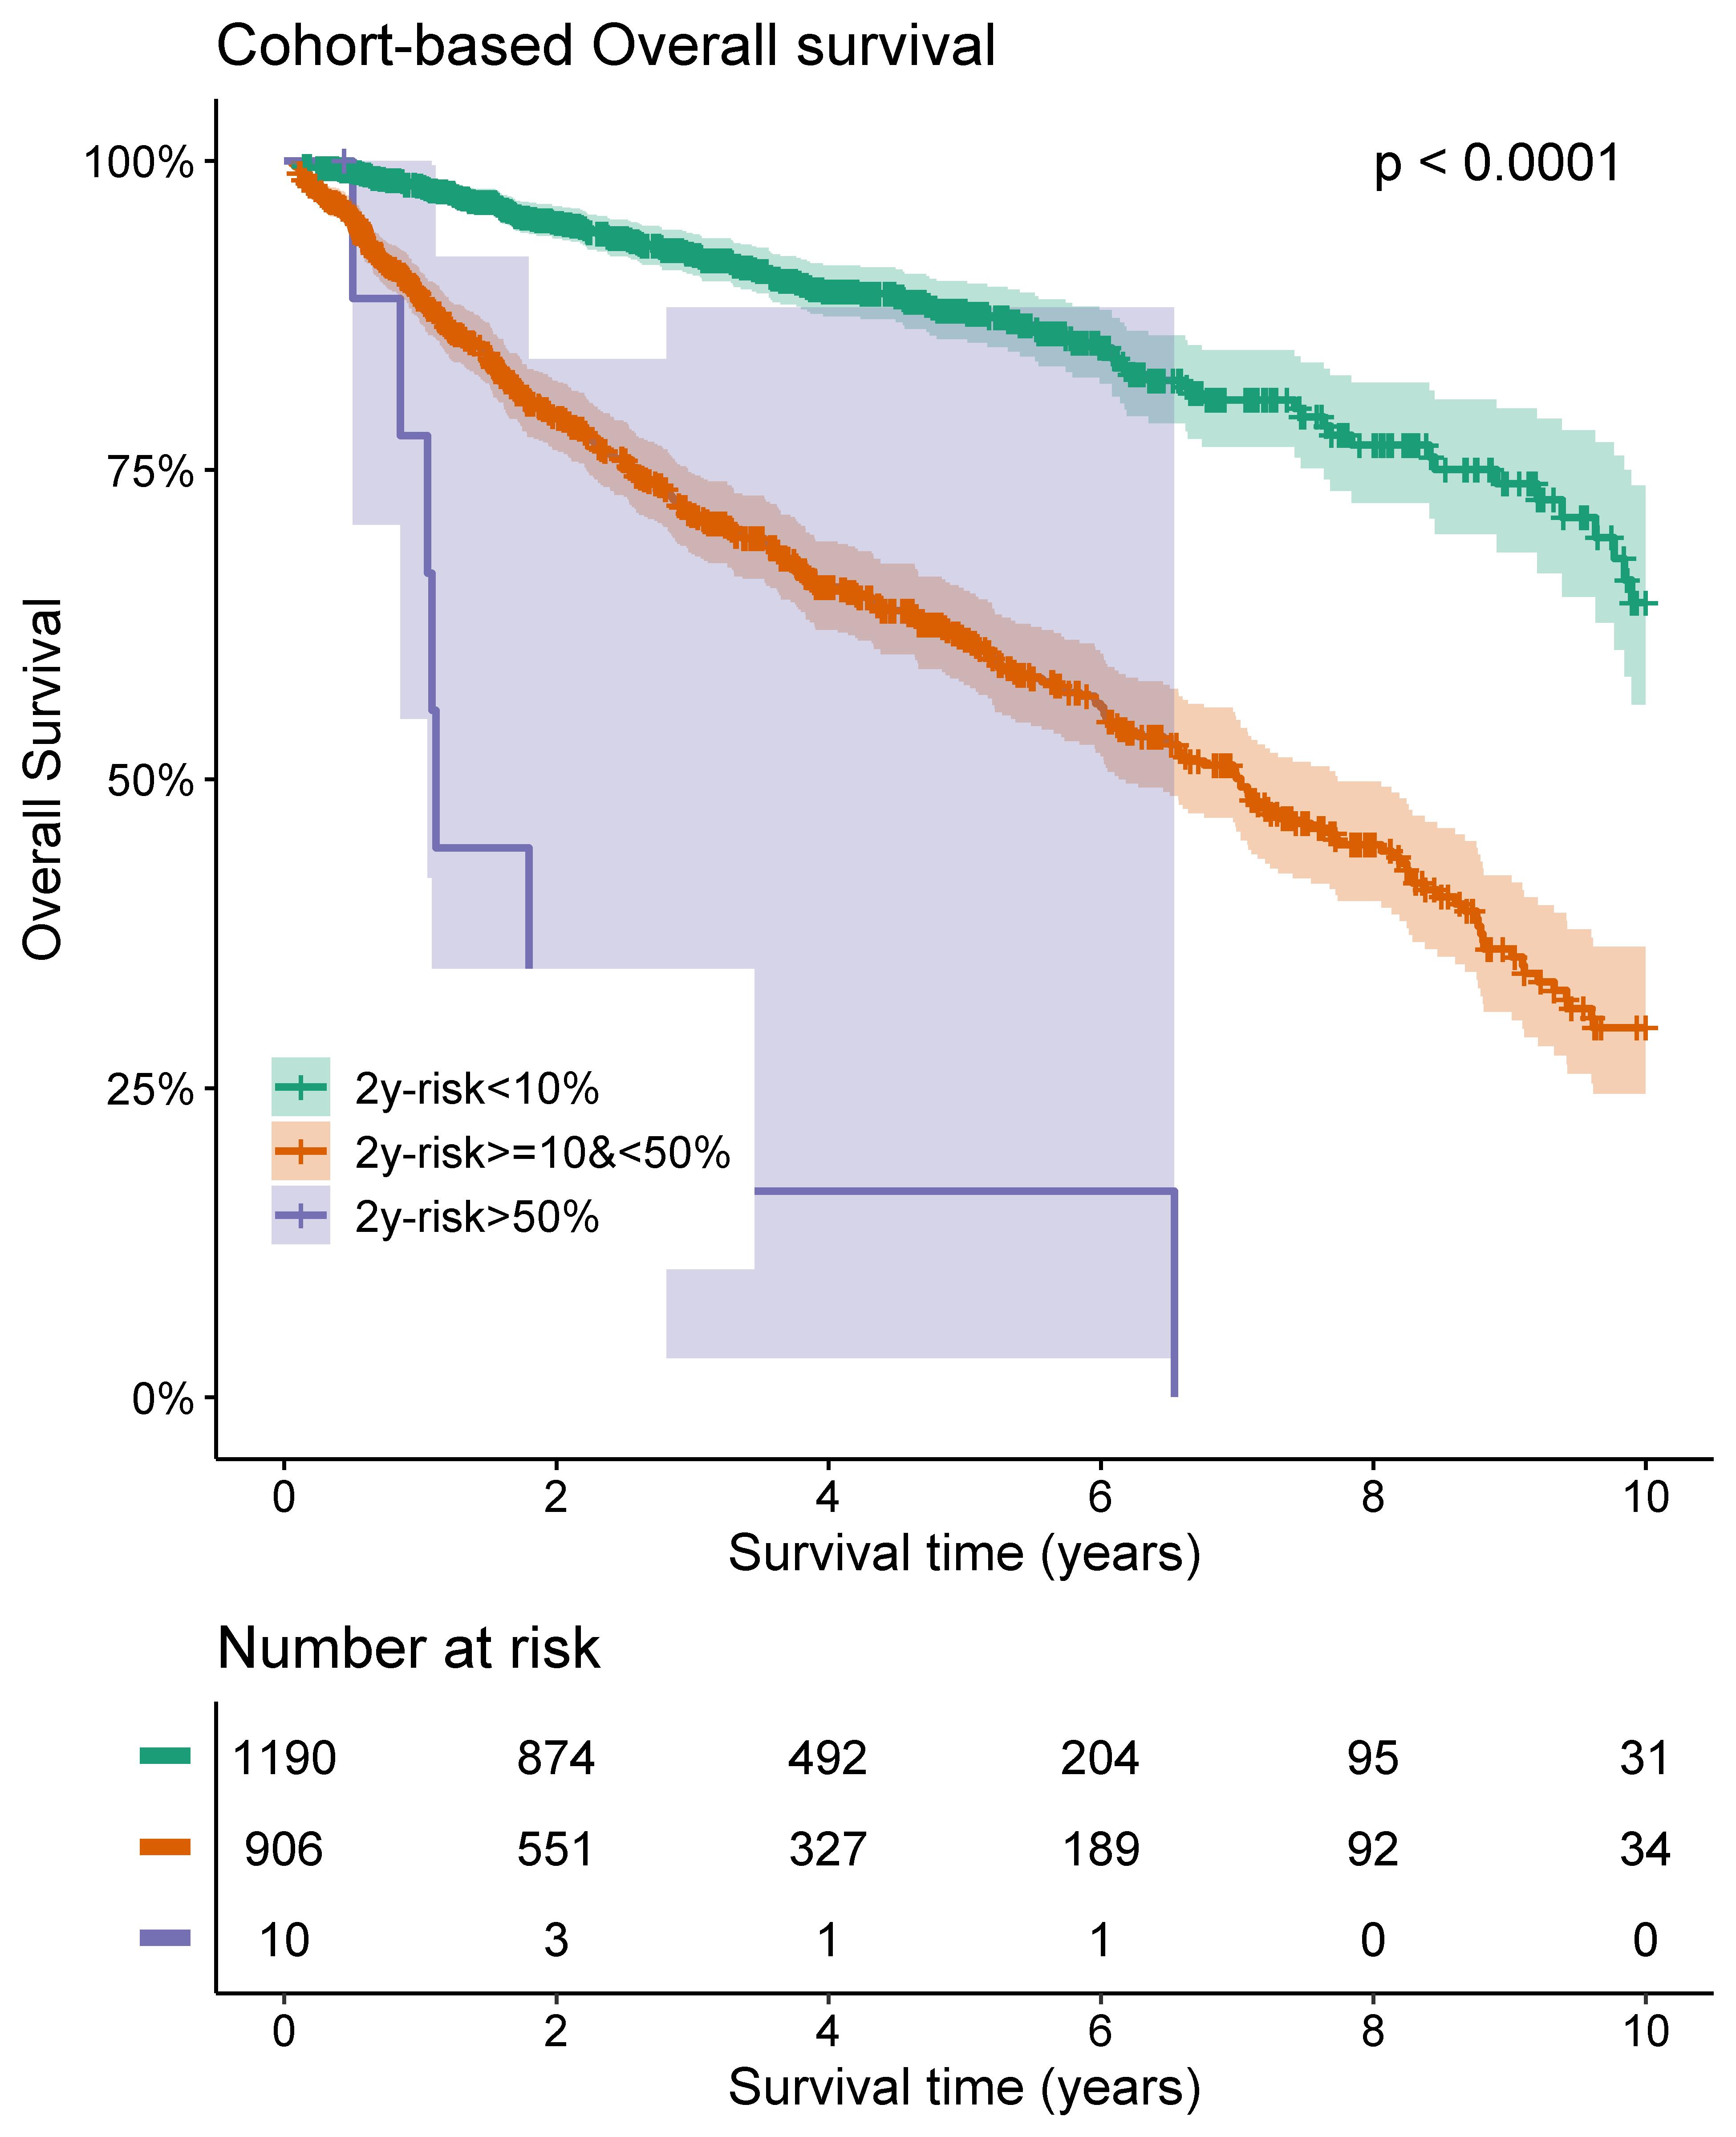 Cohort-based Overall survival
p < 0.0001
100%
75%
50%
25%
0%
Overall Survival
2y-risk<10%
2y-risk>=10&<50%
2y-risk>50%
0 2 4 6 8 10
Survival time (years)
Number at risk
1190 874 492 204 95 31
906 551 327 189 92 34
10 3 1 1 0 0
0 2 4 6 8 10
Survival time (years)